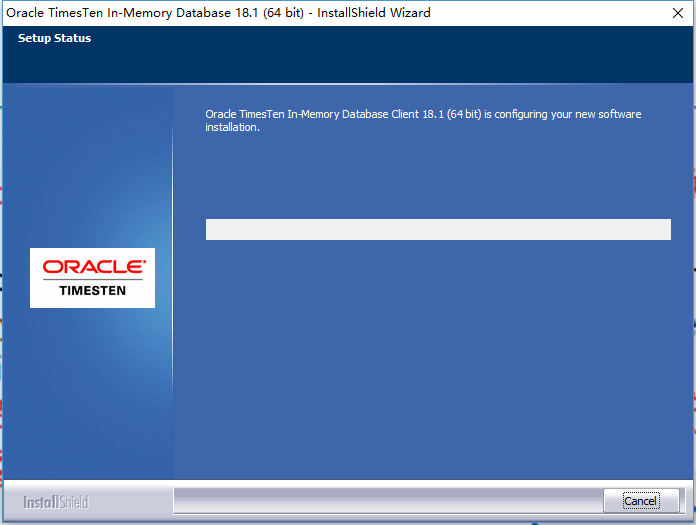 Oracle TimesTen In-Memory Database 18.1 (64 bit) - InstallShield Wizard
Setup Status
Oracle TimesTen In-Memory Database Client 18.1 (64 bit) is configuring your new software
installation.
ORACLE®
TIMESTEN
InstallShield
Cancel